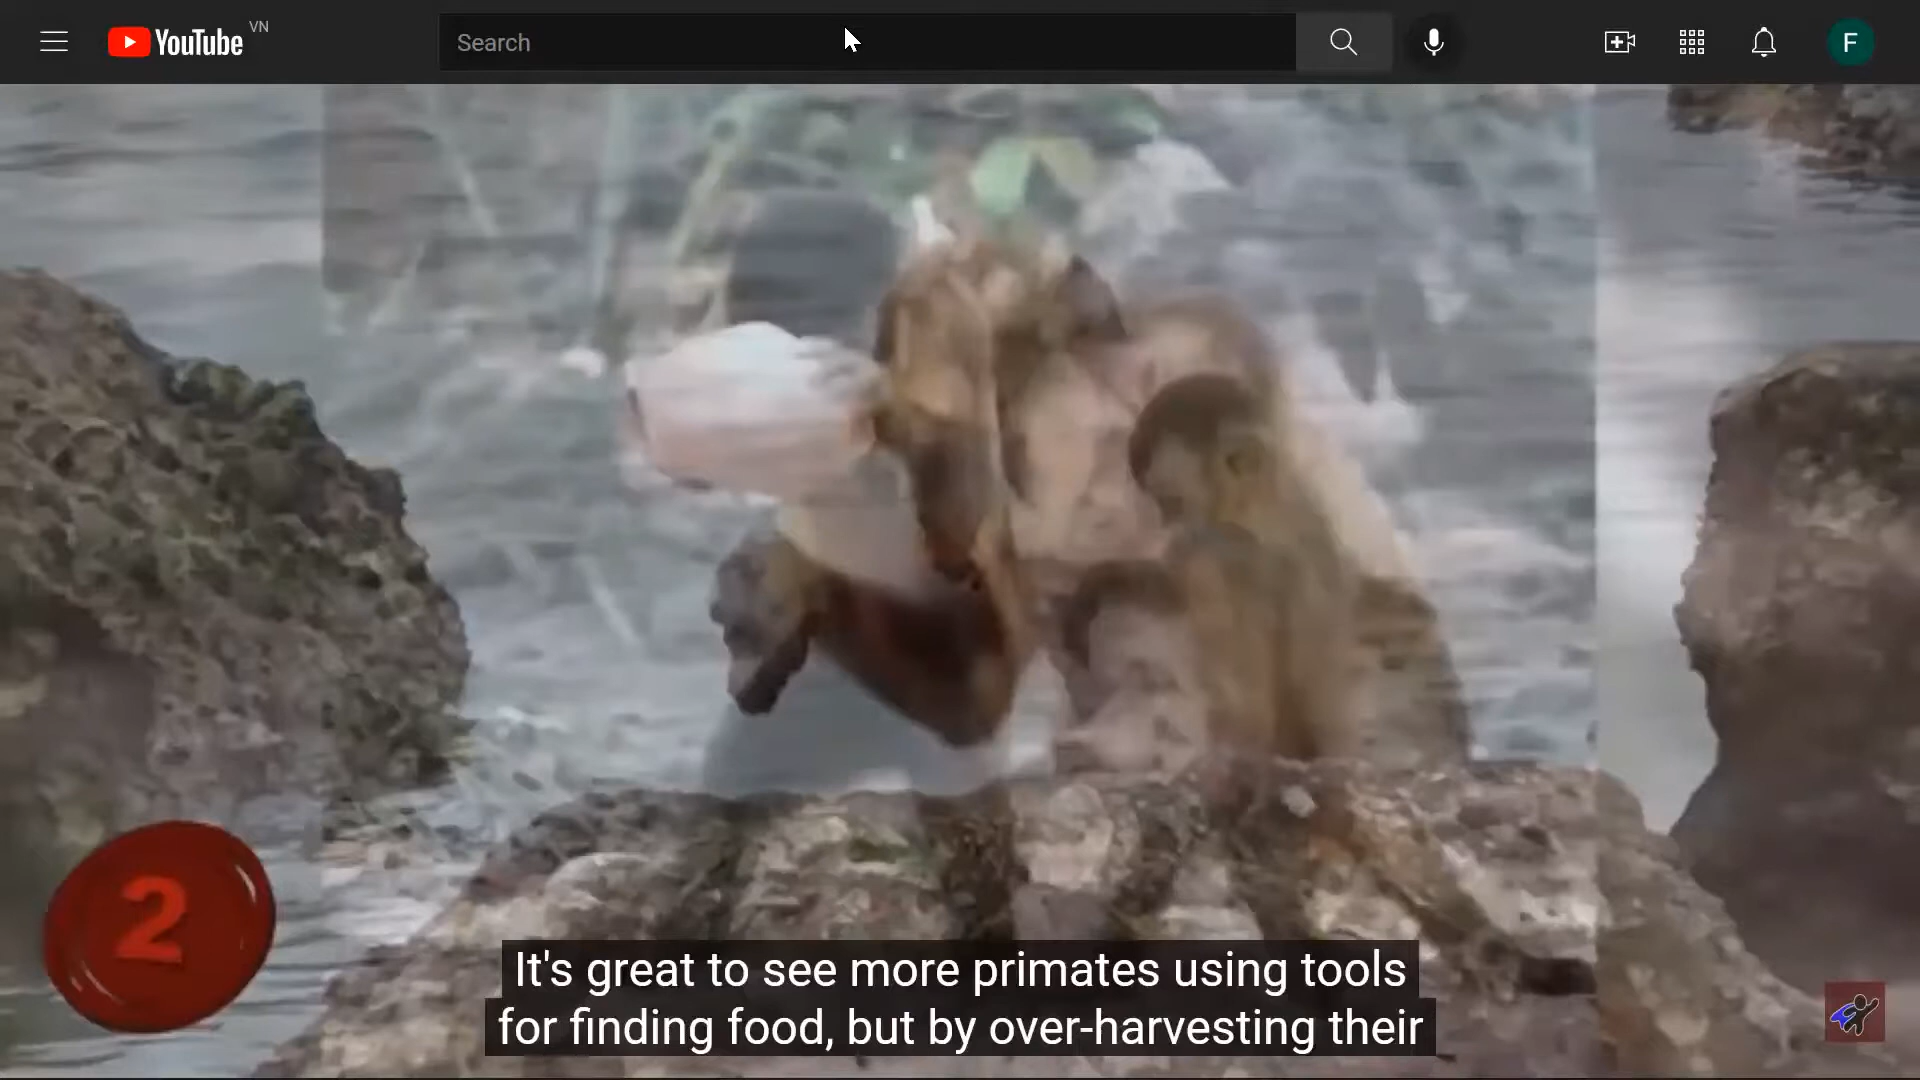 YouTube VN
Search
F
2
It's great to see more primates using tools
for finding food, but by over-harvesting their